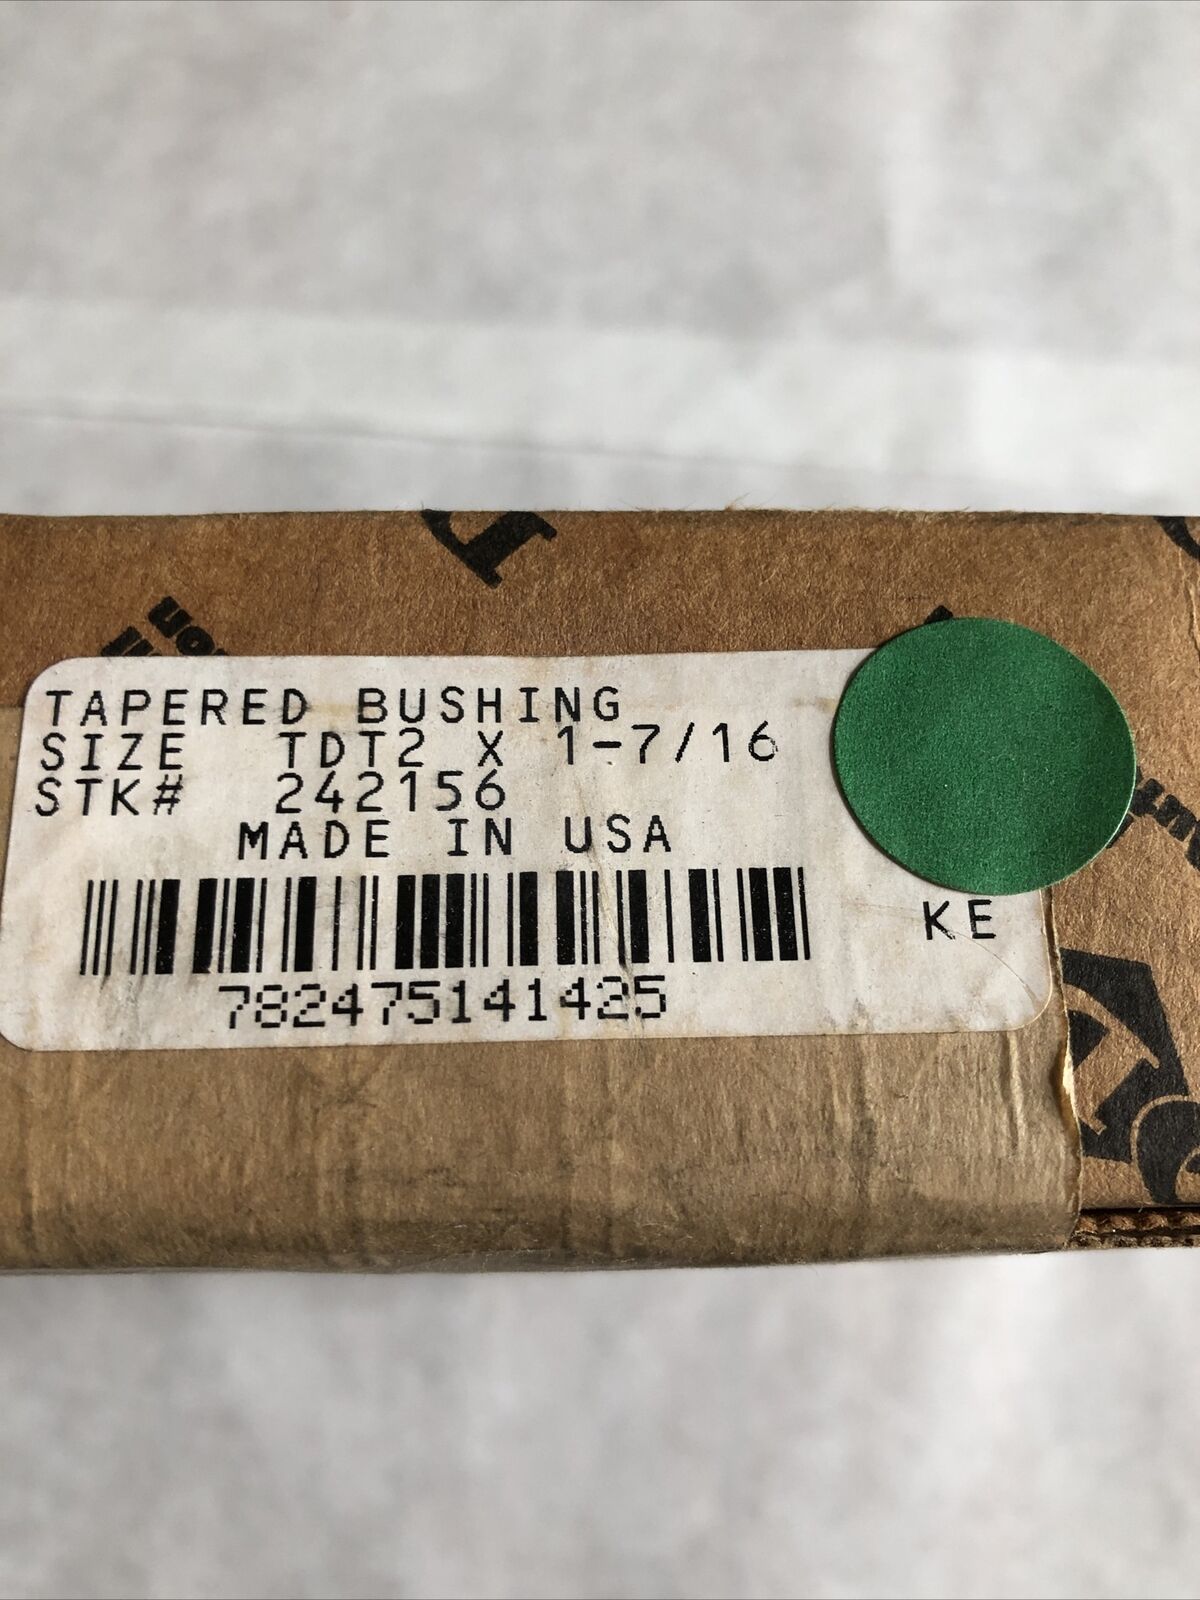 TAPERED BUSHING
SIZE TDT2 X 1-7/16
STK# 242156
MADE IN USA
KE
782475141425